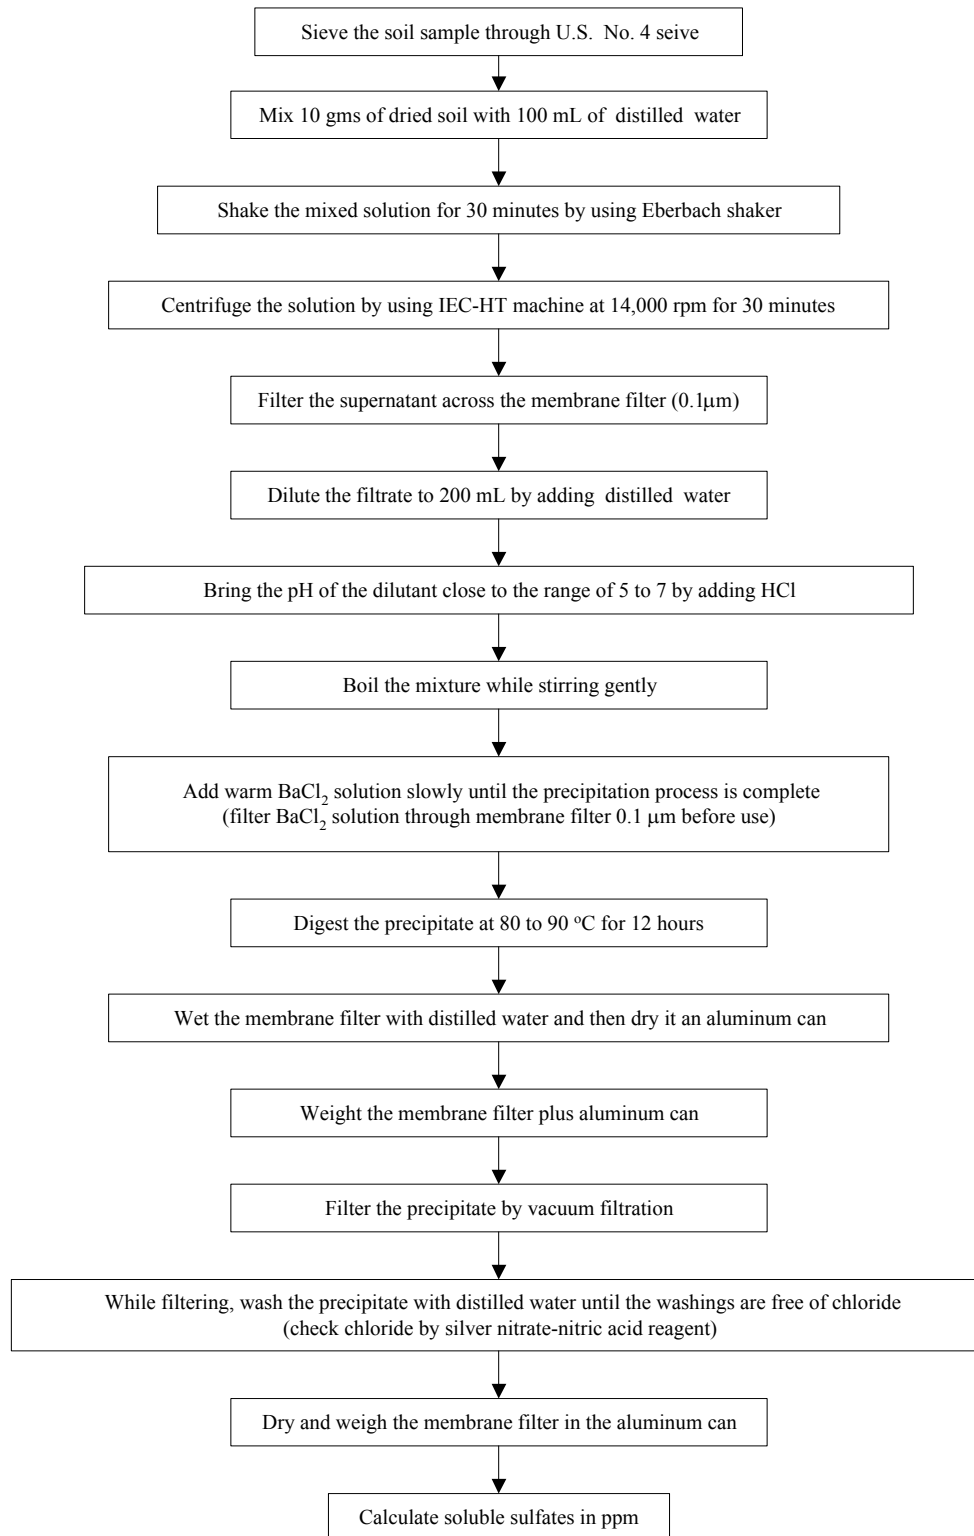 Sieve the soil sample through U.S. No. 4 seive
Mix 10 gms of dried soil with 100 mL of distilled water
Shake the mixed solution for 30 minutes by using Eberbach shaker
Centrifuge the solution by using IEC-HT machine at 14,000 rpm for 30 minutes
Filter the supernatant across the membrane filter (0.1μm)
Dilute the filtrate to 200 mL by adding distilled water
Bring the pH of the dilutant close to the range of 5 to 7 by adding HCl
Boil the mixture while stirring gently
Add warm BaCl₂ solution slowly until the precipitation process is complete
(filter BaCl₂ solution through membrane filter 0.1 μm before use)
Digest the precipitate at 80 to 90 ᵒC for 12 hours
Wet the membrane filter with distilled water and then dry it an aluminum can
Weight the membrane filter plus aluminum can
Filter the precipitate by vacuum filtration
While filtering, wash the precipitate with distilled water until the washings are free of chloride
(check chloride by silver nitrate-nitric acid reagent)
Dry and weigh the membrane filter in the aluminum can
Calculate soluble sulfates in ppm